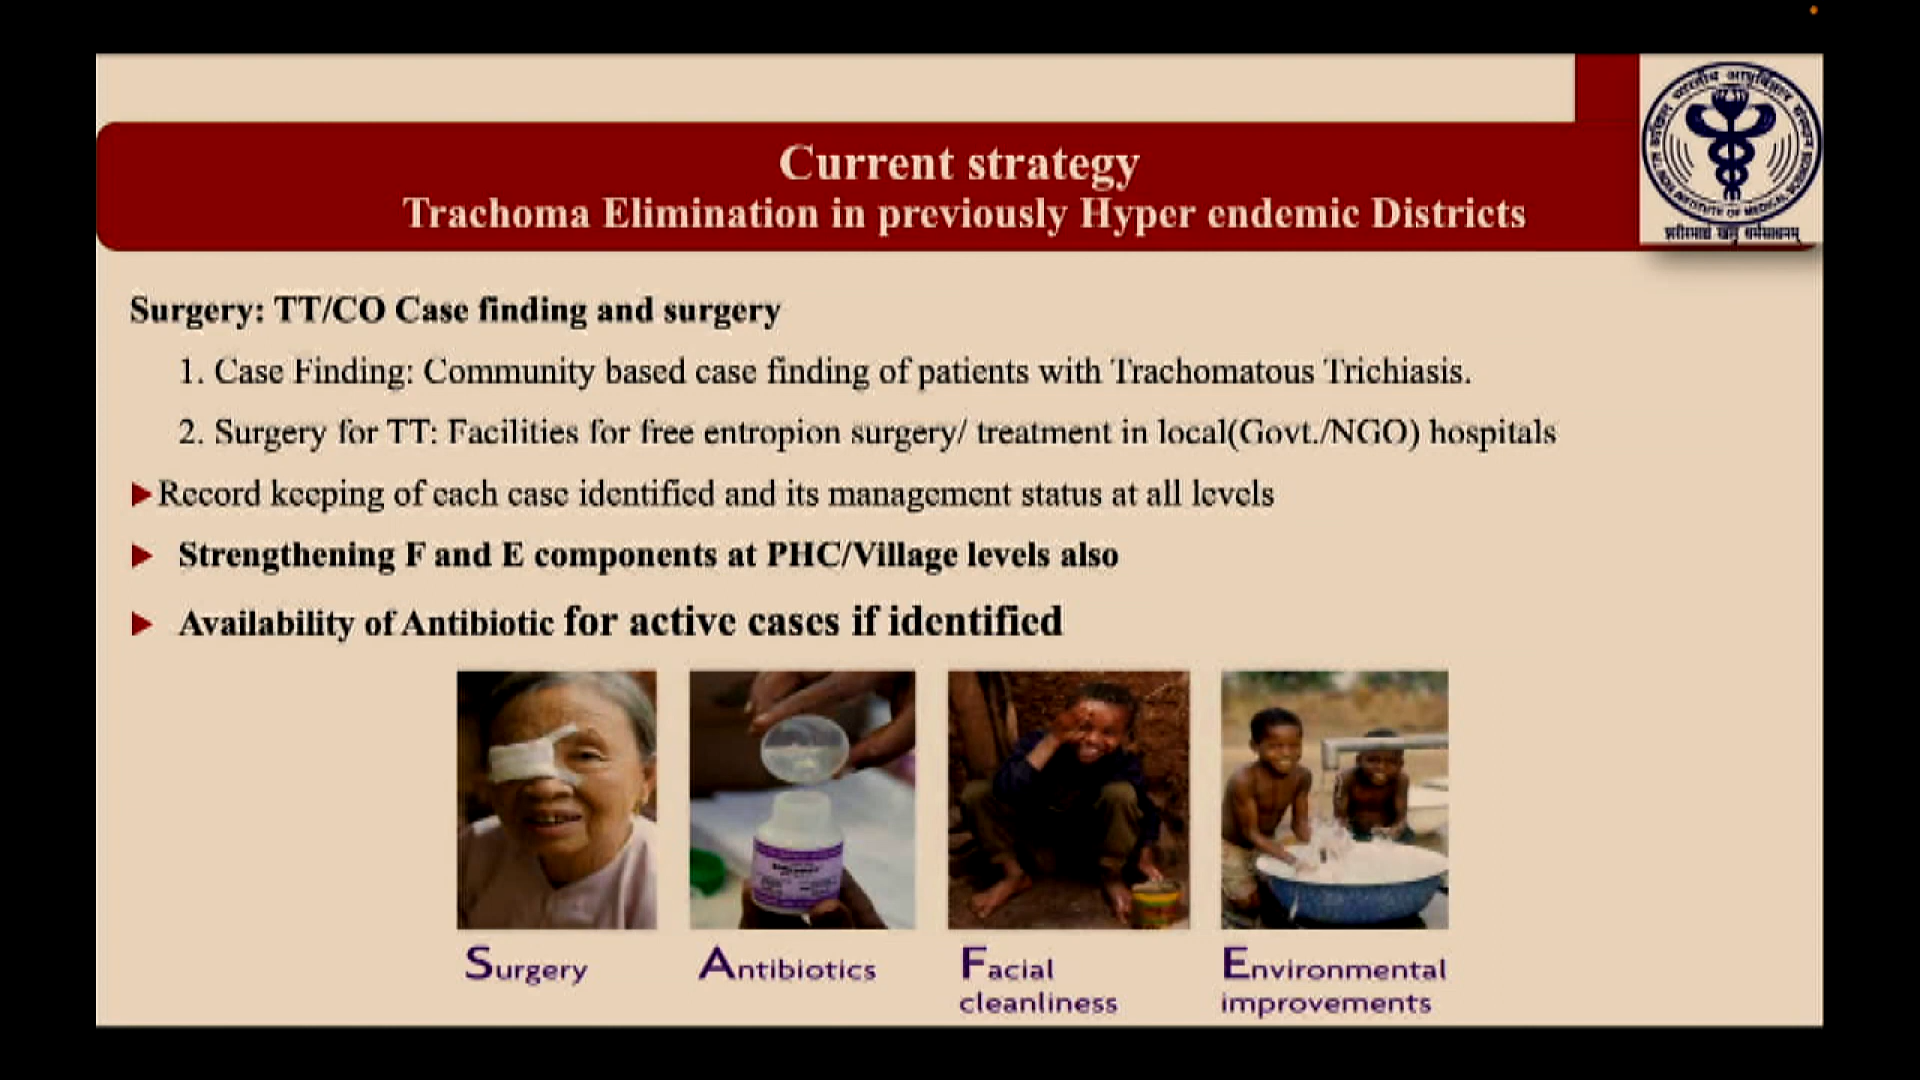 Current strategy
Trachoma Elimination in previously Hyper endemic Districts
Surgery: TT/CO Case finding and surgery
1. Case Finding: Community based case finding of patients with Trachomatous Trichiasis.
2. Surgery for TT: Facilities for free entropion surgery/ treatment in local(Govt./NGO) hospitals
Record keeping of each case identified and its management status at all levels
Strengthening F and E components at PHC/Village levels also
Availability of Antibiotic for active cases if identified
Surgery
Antibiotics
Facial
cleanliness
Environmental
improvements